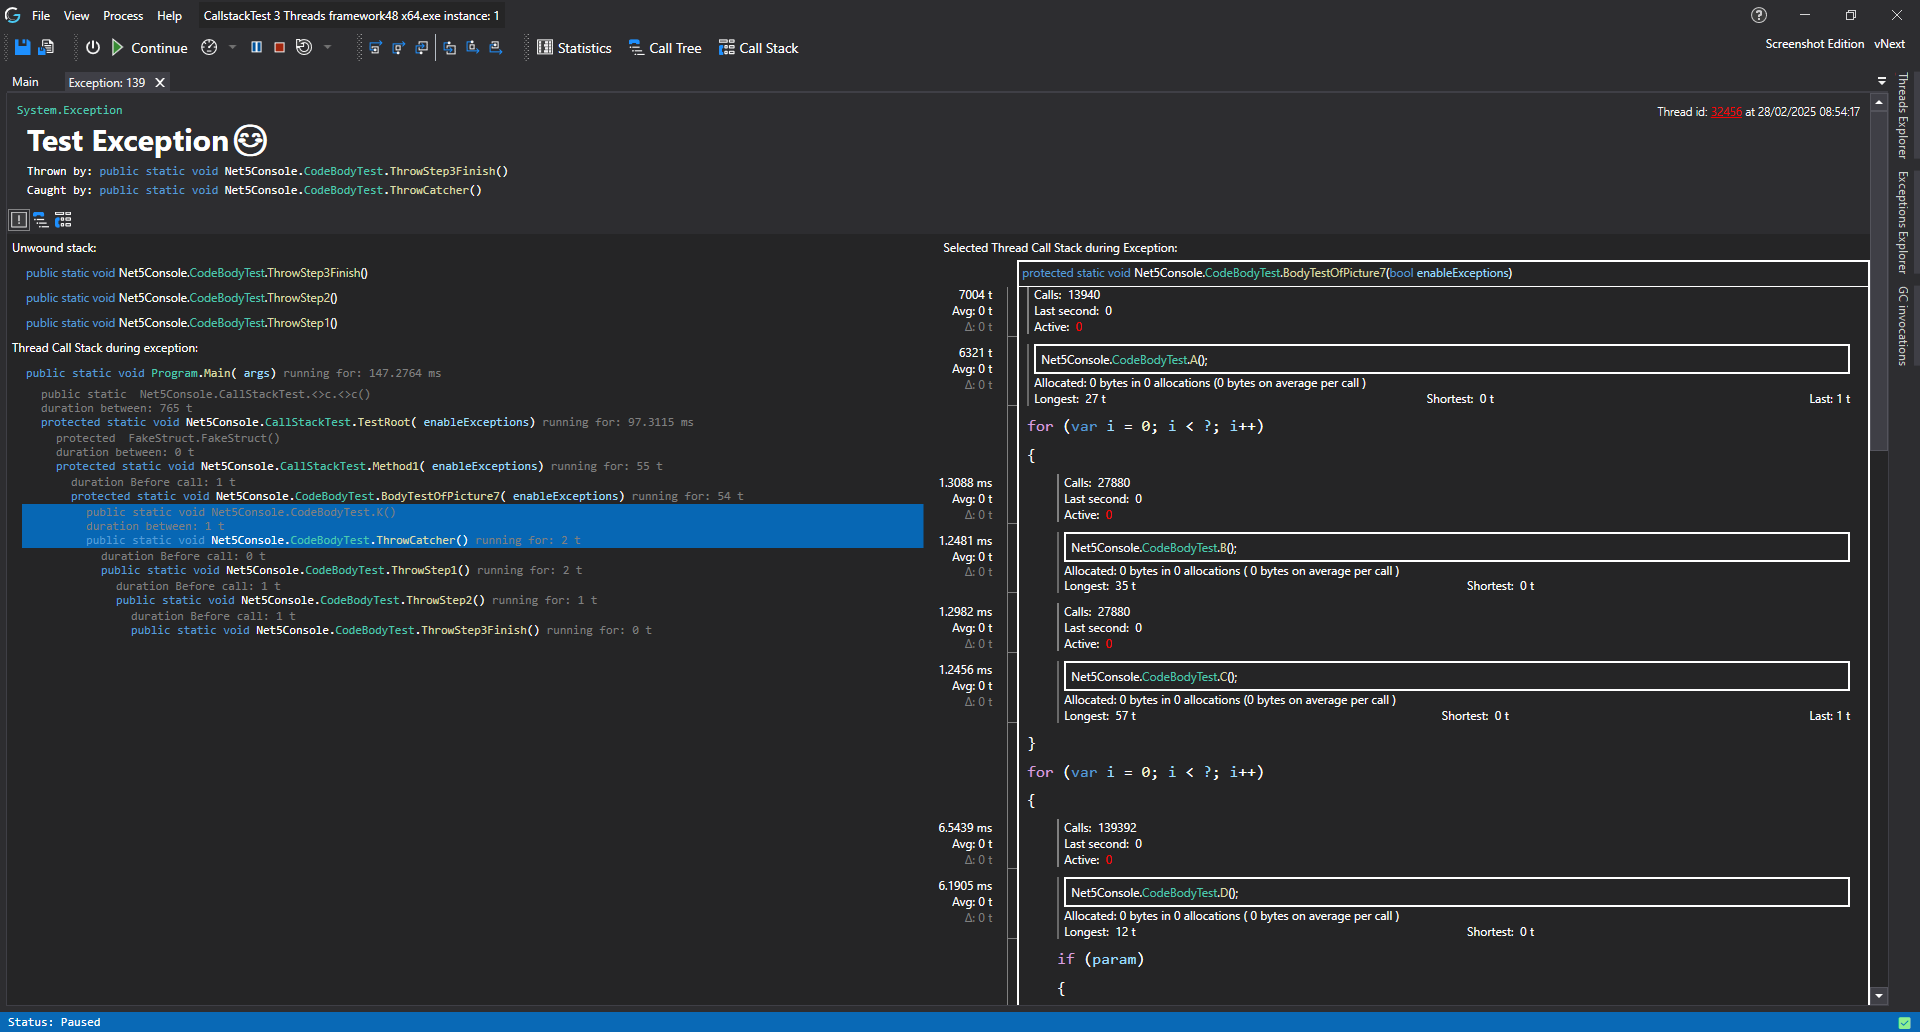 File View Process Help CallstackTest 3 Threads framework48 x64.exe instance: 1
Continue Statistics Call Tree Call Stack Screenshot Edition vNext
Main Exception: 139
System.Exception Thread id: 32456 at 28/02/2025 08:54:17
Test Exception😊
Thrown by: public static void Net5Console.CodeBodyTest.ThrowStep3Finish()
Caught by: public static void Net5Console.CodeBodyTest.ThrowCatcher()
Unwound stack:
public static void Net5Console.CodeBodyTest.ThrowStep3Finish()
public static void Net5Console.CodeBodyTest.ThrowStep2()
public static void Net5Console.CodeBodyTest.ThrowStep1()
Thread Call Stack during exception:
public static void Program.Main( args) running for: 147.2764 ms
public static  Net5Console.CallStackTest.<>c.<>c()
duration between: 765 t
protected static void Net5Console.CallStackTest.TestRoot( enableExceptions) running for: 97.3115 ms
protected  FakeStruct.FakeStruct()
duration between: 0 t
protected static void Net5Console.CallStackTest.Method1( enableExceptions) running for: 55 t
duration Before call: 1 t
protected static void Net5Console.CodeBodyTest.BodyTestOfPicture7( enableExceptions) running for: 54 t
public static void Net5Console.CodeBodyTest.K()
duration between: 1 t
public static void Net5Console.CodeBodyTest.ThrowCatcher() running for: 2 t
duration Before call: 0 t
public static void Net5Console.CodeBodyTest.ThrowStep1() running for: 2 t
duration Before call: 1 t
public static void Net5Console.CodeBodyTest.ThrowStep2() running for: 1 t
duration Before call: 1 t
public static void Net5Console.CodeBodyTest.ThrowStep3Finish() running for: 0 t
Selected Thread Call Stack during Exception:
protected static void Net5Console.CodeBodyTest.BodyTestOfPicture7(bool enableExceptions)
7004 t Calls: 13940
Avg: 0 t Last second: 0
Δ: 0 t Active: 0
6321 t Net5Console.CodeBodyTest.A();
Avg: 0 t
Δ: 0 t Allocated: 0 bytes in 0 allocations (0 bytes on average per call )
Longest: 27 t Shortest: 0 t Last: 1 t
for (var i = 0; i < ?; i++)
{
1.3088 ms Calls: 27880
Avg: 0 t Last second: 0
Δ: 0 t Active: 0
1.2481 ms Net5Console.CodeBodyTest.B();
Avg: 0 t
Δ: 0 t Allocated: 0 bytes in 0 allocations ( 0 bytes on average per call )
Longest: 35 t Shortest: 0 t
1.2982 ms Calls: 27880
Avg: 0 t Last second: 0
Δ: 0 t Active: 0
1.2456 ms Net5Console.CodeBodyTest.C();
Avg: 0 t
Δ: 0 t Allocated: 0 bytes in 0 allocations (0 bytes on average per call )
Longest: 57 t Shortest: 0 t Last: 1 t
}
for (var i = 0; i < ?; i++)
{
6.5439 ms Calls: 139392
Avg: 0 t Last second: 0
Δ: 0 t Active: 0
6.1905 ms Net5Console.CodeBodyTest.D();
Avg: 0 t
Δ: 0 t Allocated: 0 bytes in 0 allocations ( 0 bytes on average per call )
Longest: 12 t Shortest: 0 t
if (param)
{
Threads Explorer
Exceptions Explorer
GC invocations
Status: Paused